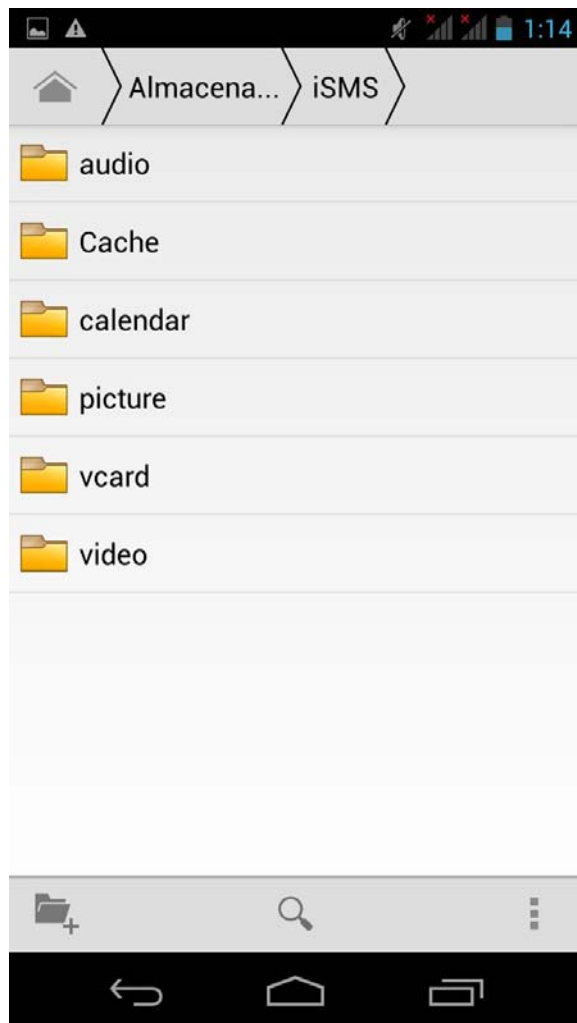 1:14
Almacena... iSMS
audio
Cache
calendar
picture
vcard
video